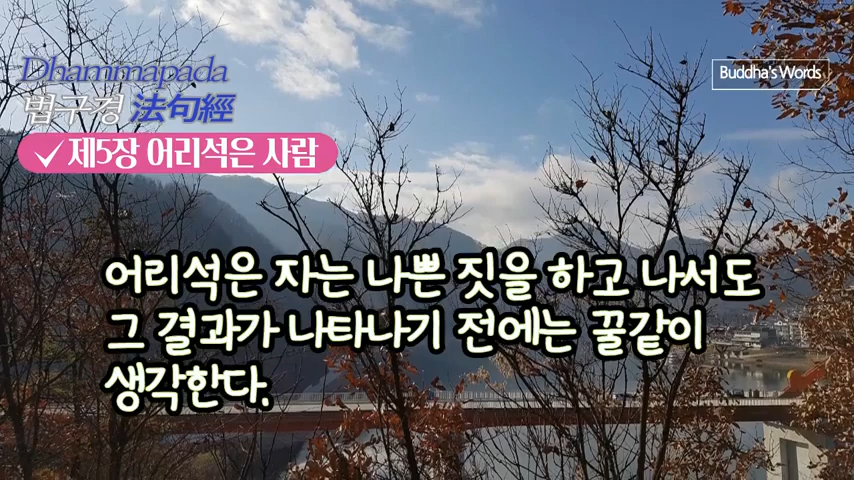 Dhammapada
Buddha's Words
법구경 法句經
제5장 어리석은 사람
어리석은 자는 나쁜 짓을 하고 나서도
그 결과가 나타나기 전에는 꿀같이
생각한다.